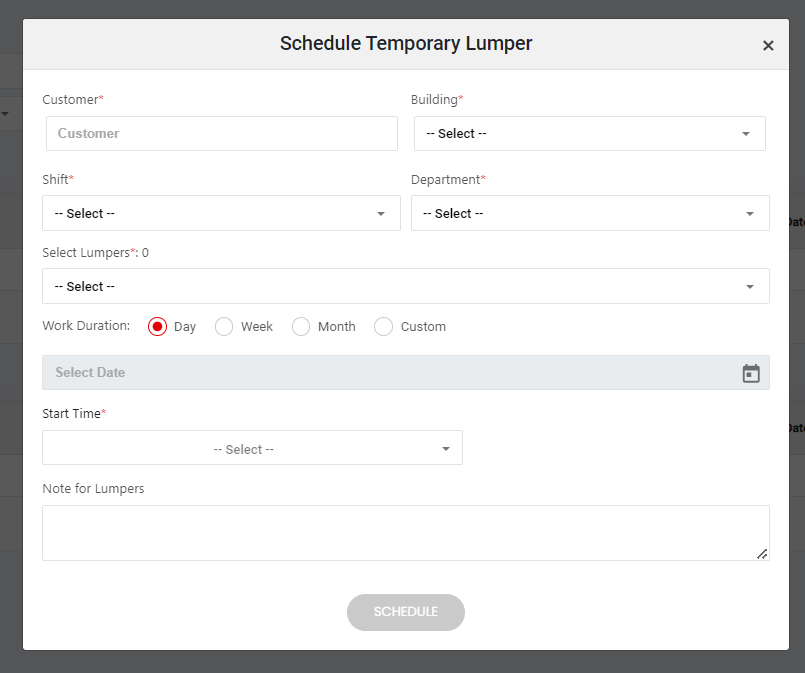 Schedule Temporary Lumper
×
Customer* Building*
Customer -- Select --
Shift* Department*
-- Select -- -- Select --
Select Lumpers*: 0
-- Select --
Work Duration: Day Week Month Custom
Select Date
Start Time*
-- Select --
Note for Lumpers
SCHEDULE